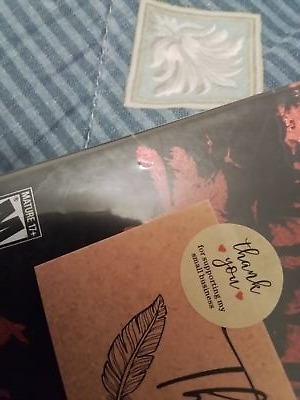 MATURE 17+
M
thank
you
for supporting my
small business